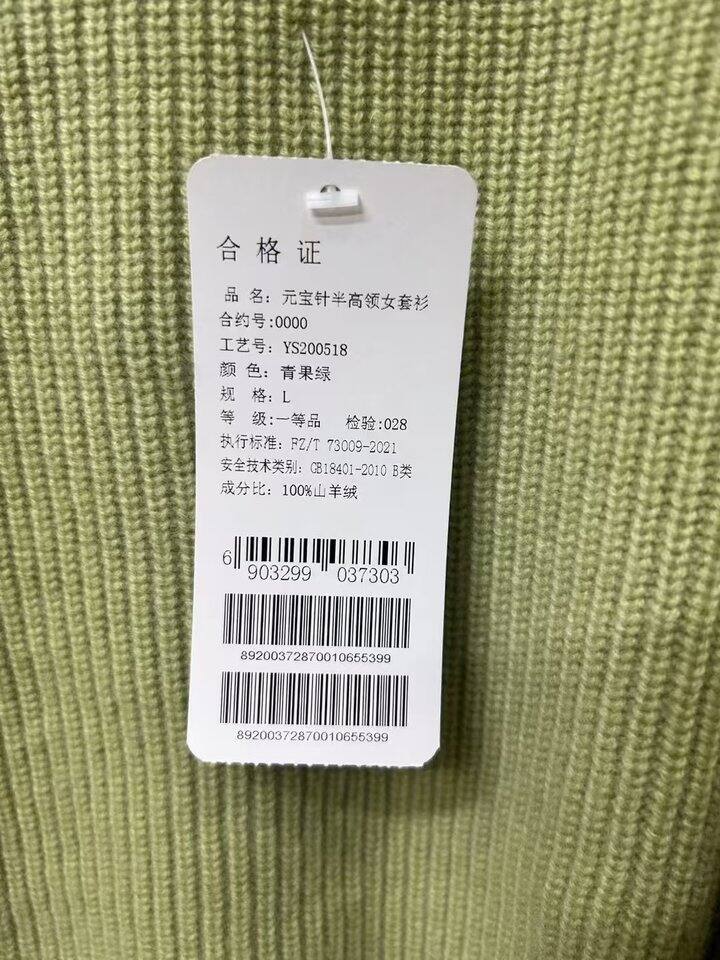 合格证
品 名: 元宝针半高领女套衫
合约号:0000
工艺号: YS200518
颜 色: 青果绿
规 格: L
等 级:一等品 检验:028
执行标准: FZ/T 73009-2021
安全技术类别: GB18401-2010 B类
成分比: 100%山羊绒
6 903299 037303
89200372870010655399
89200372870010655399